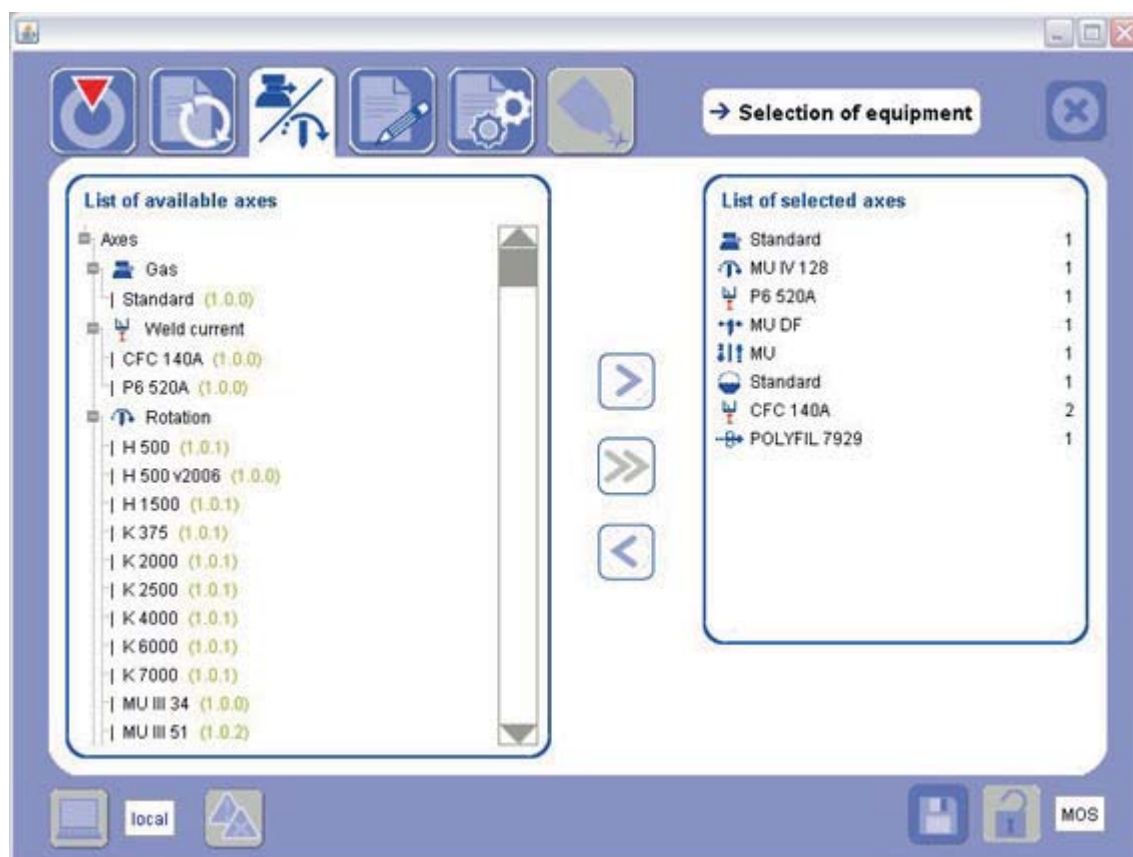 → Selection of equipment
List of available axes
Axes
Gas
Standard (1.0.0)
Weld current
CFC 140A (1.0.0)
P6 520A (1.0.0)
Rotation
H 500 (1.0.1)
H 500 v2006 (1.0.0)
H 1500 (1.0.1)
K 375 (1.0.1)
K 2000 (1.0.1)
K 2500 (1.0.1)
K 4000 (1.0.1)
K 6000 (1.0.1)
K 7000 (1.0.1)
MU III 34 (1.0.0)
MU III 51 (1.0.2)
List of selected axes
Standard 1
MU IV 128 1
P6 520A 1
MU DF 1
MU 1
Standard 1
CFC 140A 2
POLYFIL 7929 1
local
MOS